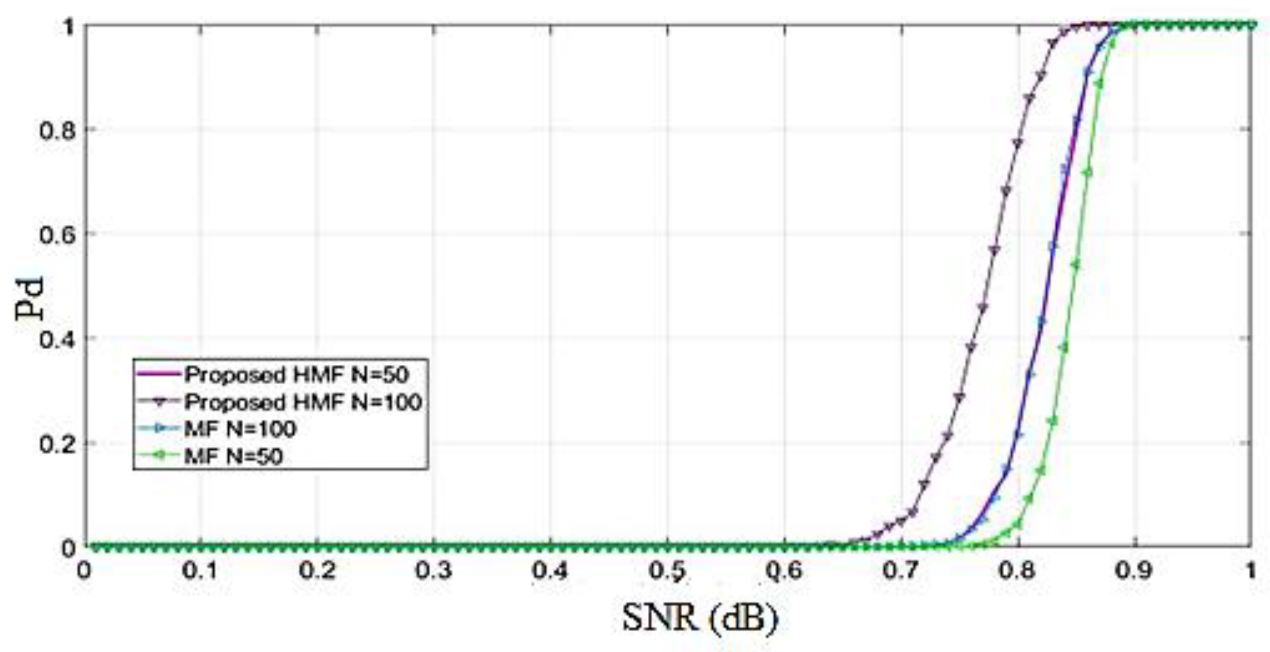 1
0.8
0.6
0.4
0.2
0
Pd
Proposed HMF N=50
Proposed HMF N=100
MF N=100
MF N=50
0 0.1 0.2 0.3 0.4 0.5 0.6 0.7 0.8 0.9 1
SNR (dB)